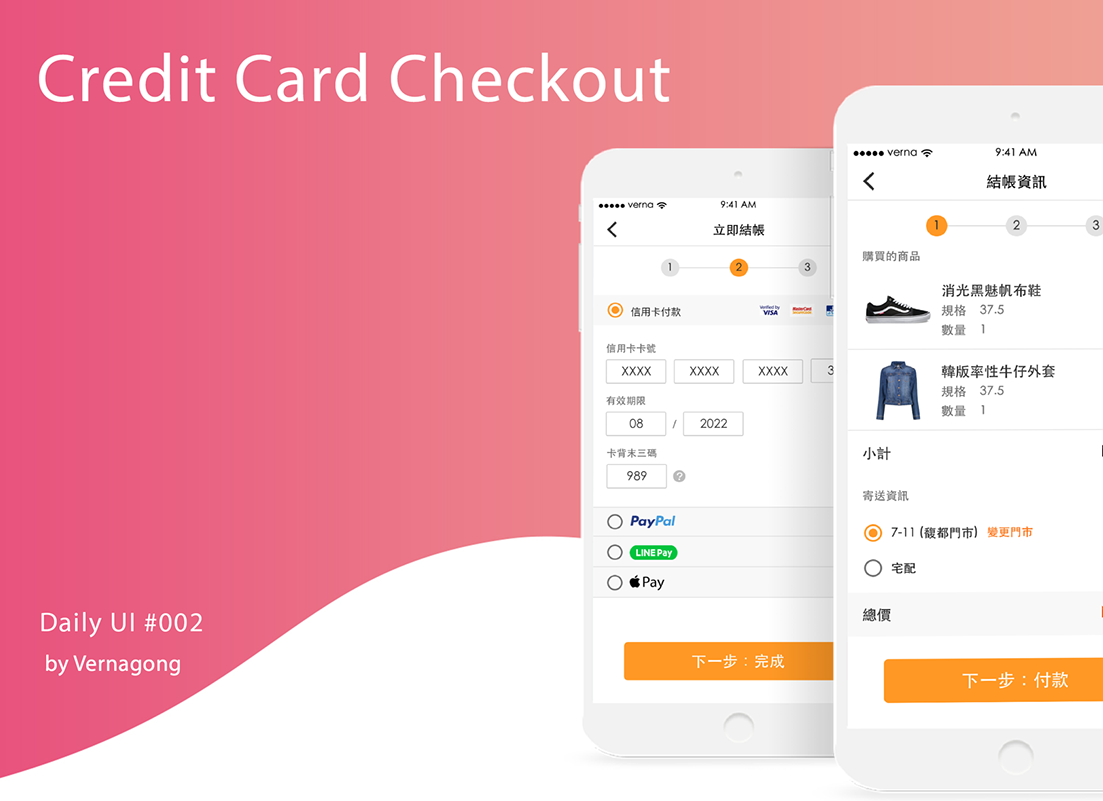 Credit Card Checkout
Daily UI #002
by Vernagong
verna
9:41 AM
立即結帳
1
2
3
信用卡付款
Verified by
VISA
MasterCard
信用卡卡號
XXXX
XXXX
XXXX
3
有效期限
08
/
2022
卡背末三碼
989
?
PayPal
LINE Pay
Pay
下一步：完成
verna
9:41 AM
結帳資訊
1
2
3
購買的商品
消光黑魅帆布鞋
規格 37.5
數量 1
韓版率性牛仔外套
規格 37.5
數量 1
小計
寄送資訊
7-11 (馥都門市) 變更門市
宅配
總價
下一步：付款